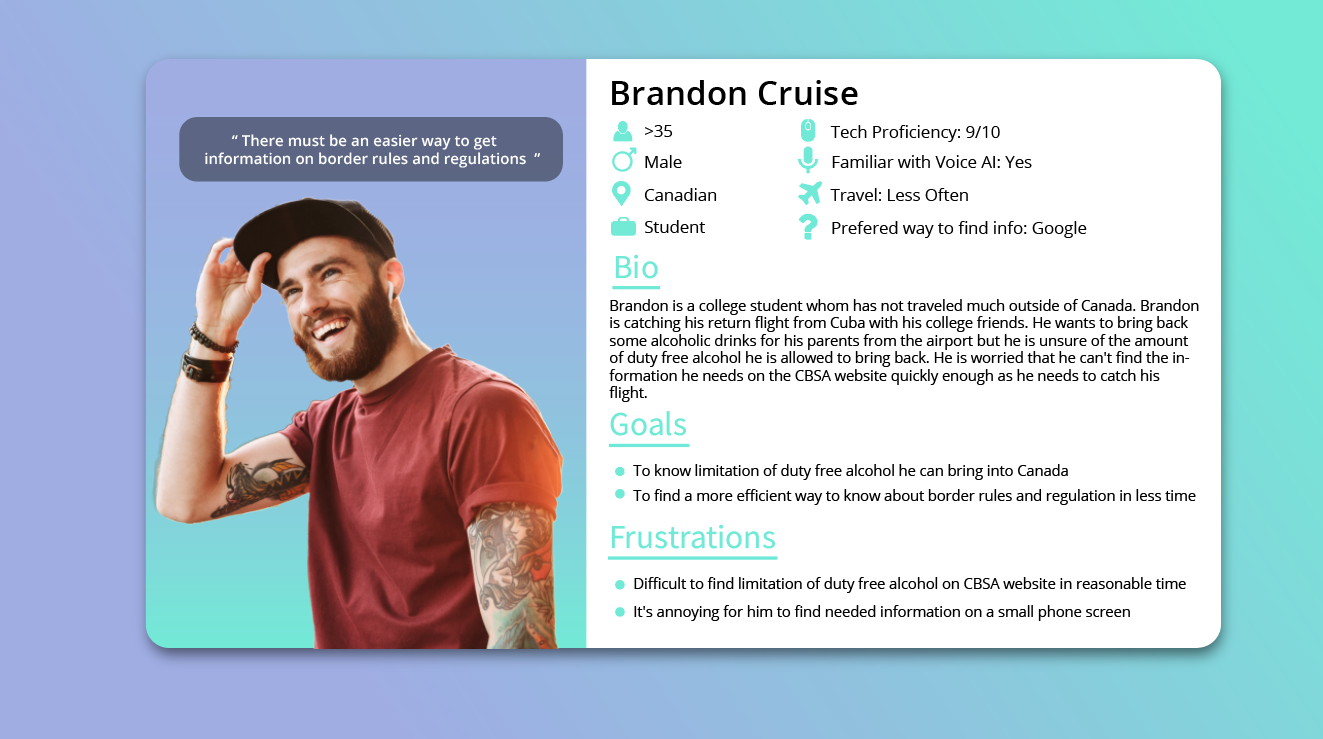 “ There must be an easier way to get
information on border rules and regulations ”
Brandon Cruise
>35
Tech Proficiency: 9/10
Male
Familiar with Voice AI: Yes
Canadian
Travel: Less Often
Student
Prefered way to find info: Google
Bio
Brandon is a college student whom has not traveled much outside of Canada. Brandon
is catching his return flight from Cuba with his college friends. He wants to bring back
some alcoholic drinks for his parents from the airport but he is unsure of the amount
of duty free alcohol he is allowed to bring back. He is worried that he can't find the in-
formation he needs on the CBSA website quickly enough as he needs to catch his
flight.
Goals
To know limitation of duty free alcohol he can bring into Canada
To find a more efficient way to know about border rules and regulation in less time
Frustrations
Difficult to find limitation of duty free alcohol on CBSA website in reasonable time
It's annoying for him to find needed information on a small phone screen